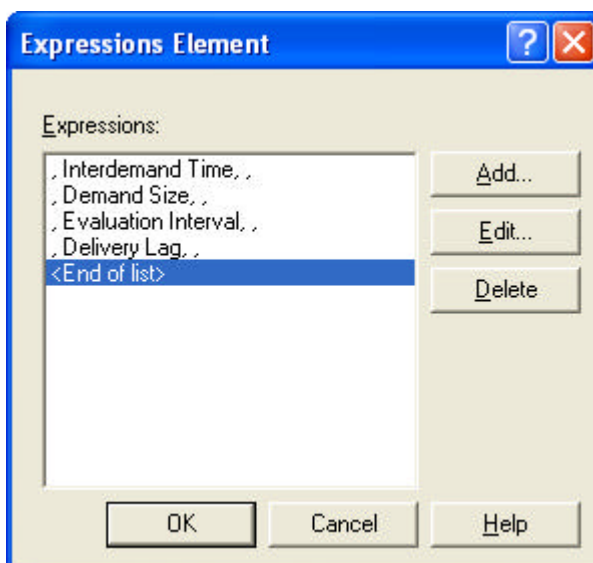 Expressions Element
Expressions:
, Interdemand Time, ,
, Demand Size, ,
, Evaluation Interval, ,
, Delivery Lag, ,
<End of list>
Add...
Edit...
Delete
OK
Cancel
Help